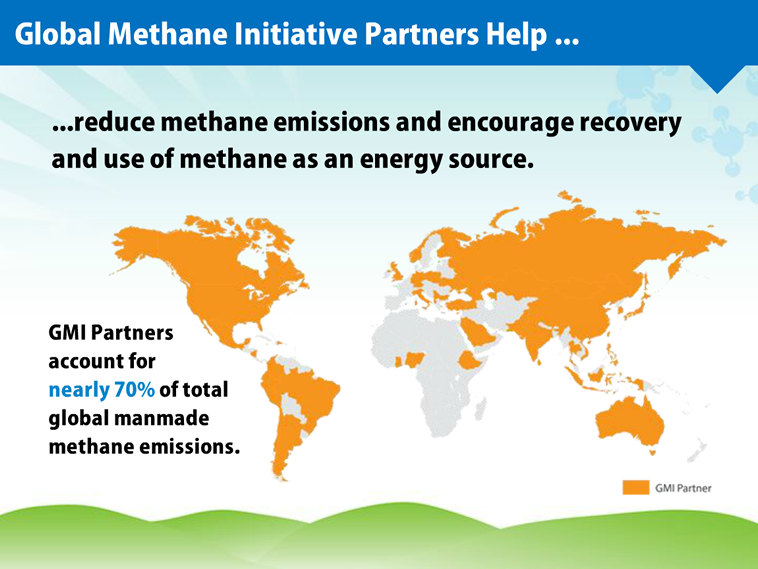 Global Methane Initiative Partners Help ...
...reduce methane emissions and encourage recovery
and use of methane as an energy source.
GMI Partners
account for
nearly 70% of total
global manmade
methane emissions.
GMI Partner